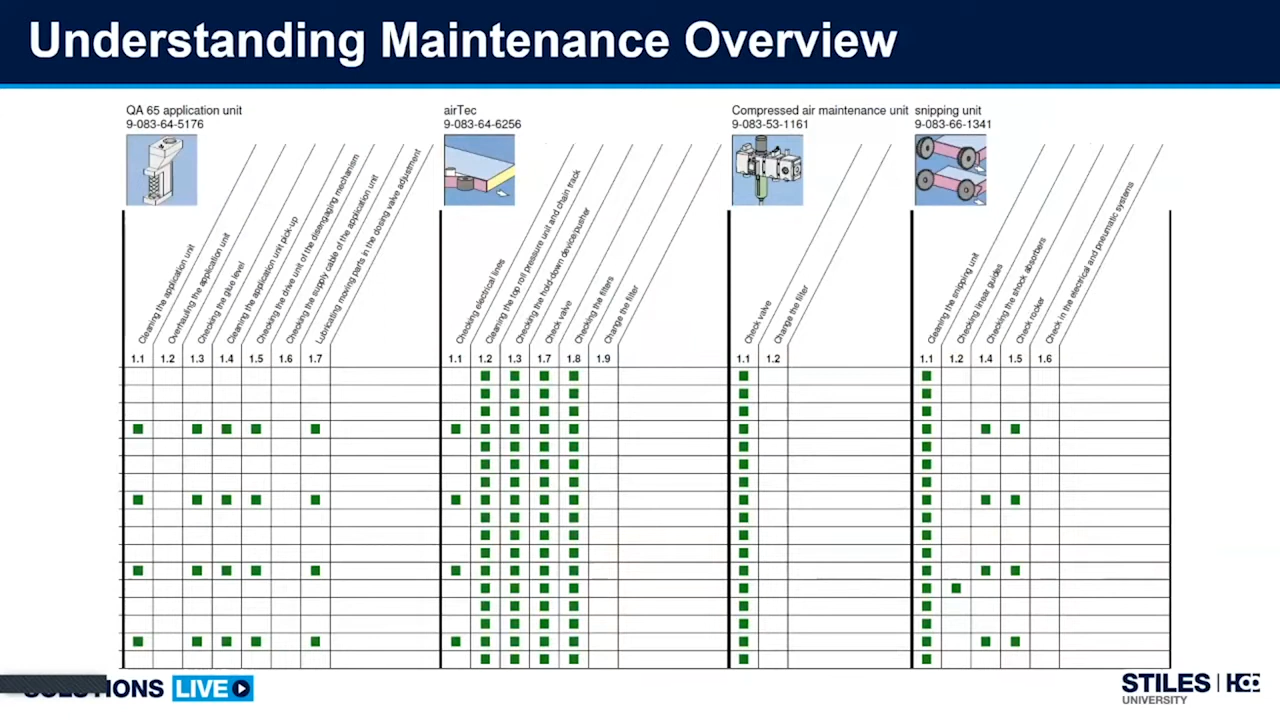 Understanding Maintenance Overview
QA 65 application unit
9-083-64-5176
Cleaning the application unit
Overhaufing the application unit
Checking the glue level
Cleaning the application unit pick-up
Checking the drive unit of the disengaging mechanism
Checking the supply cable of the application unit
Lubricating moving parts in the dosing valve adjustment
1.1 1.2 1.3 1.4 1.5 1.6 1.7
airTec
9-083-64-6256
Checking electrical lines
Cleaning the top roll pressure unit and chain track
Checking the hold-down device/pusher
Check valve
Checking the filters
Change the filter
1.1 1.2 1.3 1.7 1.8 1.9
Compressed air maintenance unit
9-083-53-1161
Check valve
Change the filter
1.1 1.2
snipping unit
9-083-66-1341
Cleaning the snipping unit
Checking linear guides
Checking the shock absorbers
Check rocker
Check in the electrical and pneumatic systems
1.1 1.2 1.4 1.5 1.6
SOLUTIONS LIVE
STILES
UNIVERSITY